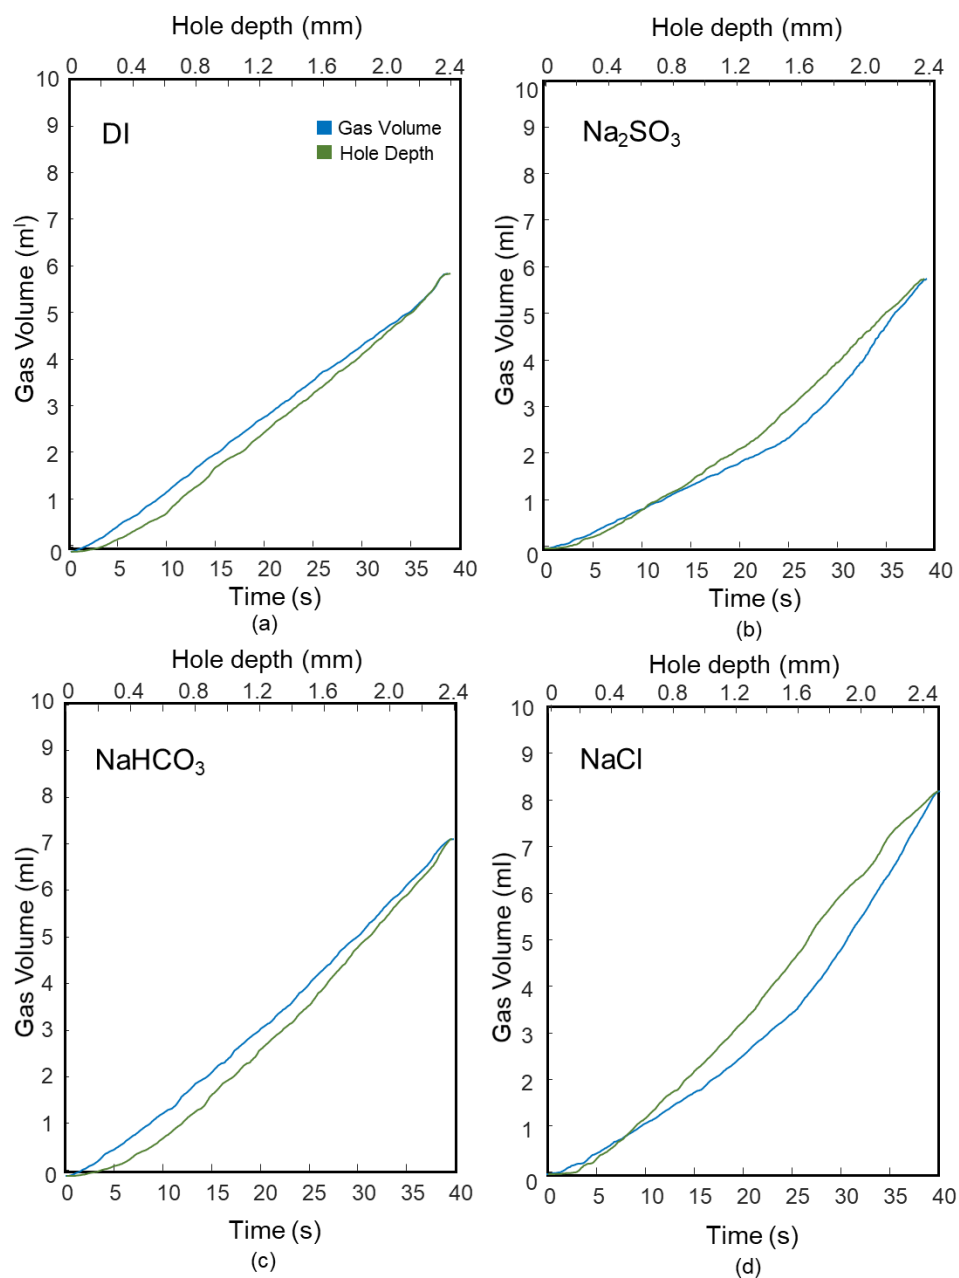 Hole depth (mm)
0 0.4 0.8 1.2 1.6 2.0 2.4
10
9
8
7
6
5
4
3
2
1
0
Gas Volume (mˡ)
DI
Gas Volume
Hole Depth
0 5 10 15 20 25 30 35 40
Time (s)
(a)
Hole depth (mm)
0 0.4 0.8 1.2 1.6 2.0 2.4
10
9
8
7
6
5
4
3
2
1
0
Gas Volume (ml)
Na₂SO₃
0 5 10 15 20 25 30 35 40
Time (s)
(b)
Hole depth (mm)
0 0.4 0.8 1.2 1.6 2.0 2.4
10
9
8
7
6
5
4
3
2
1
0
Gas Volume (ml)
NaHCO₃
0 5 10 15 20 25 30 35 40
Time (s)
(c)
Hole depth (mm)
0 0.4 0.8 1.2 1.6 2.0 2.4
10
9
8
7
6
5
4
3
2
1
0
Gas Volume (ml)
NaCl
0 5 10 15 20 25 30 35 40
Time (s)
(d)